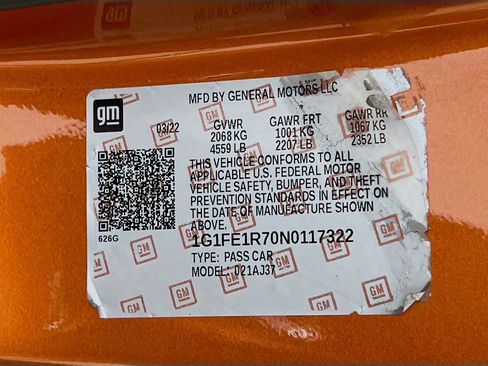 MFD BY GENERAL MOTORS LLC
gm
03/22
GVWR GAWR FRT GAWR RR
2068 KG 1001 KG 1067 KG
4559 LB 2207 LB 2352 LB
THIS VEHICLE CONFORMS TO ALL
APPLICABLE U.S. FEDERAL MOTOR
VEHICLE SAFETY, BUMPER, AND THEFT
PREVENTION STANDARDS IN EFFECT ON
THE DATE OF MANUFACTURE SHOWN
ABOVE.
626G
1G1FE1R70N0117322
TYPE: PASS CAR
MODEL: 021AJ37